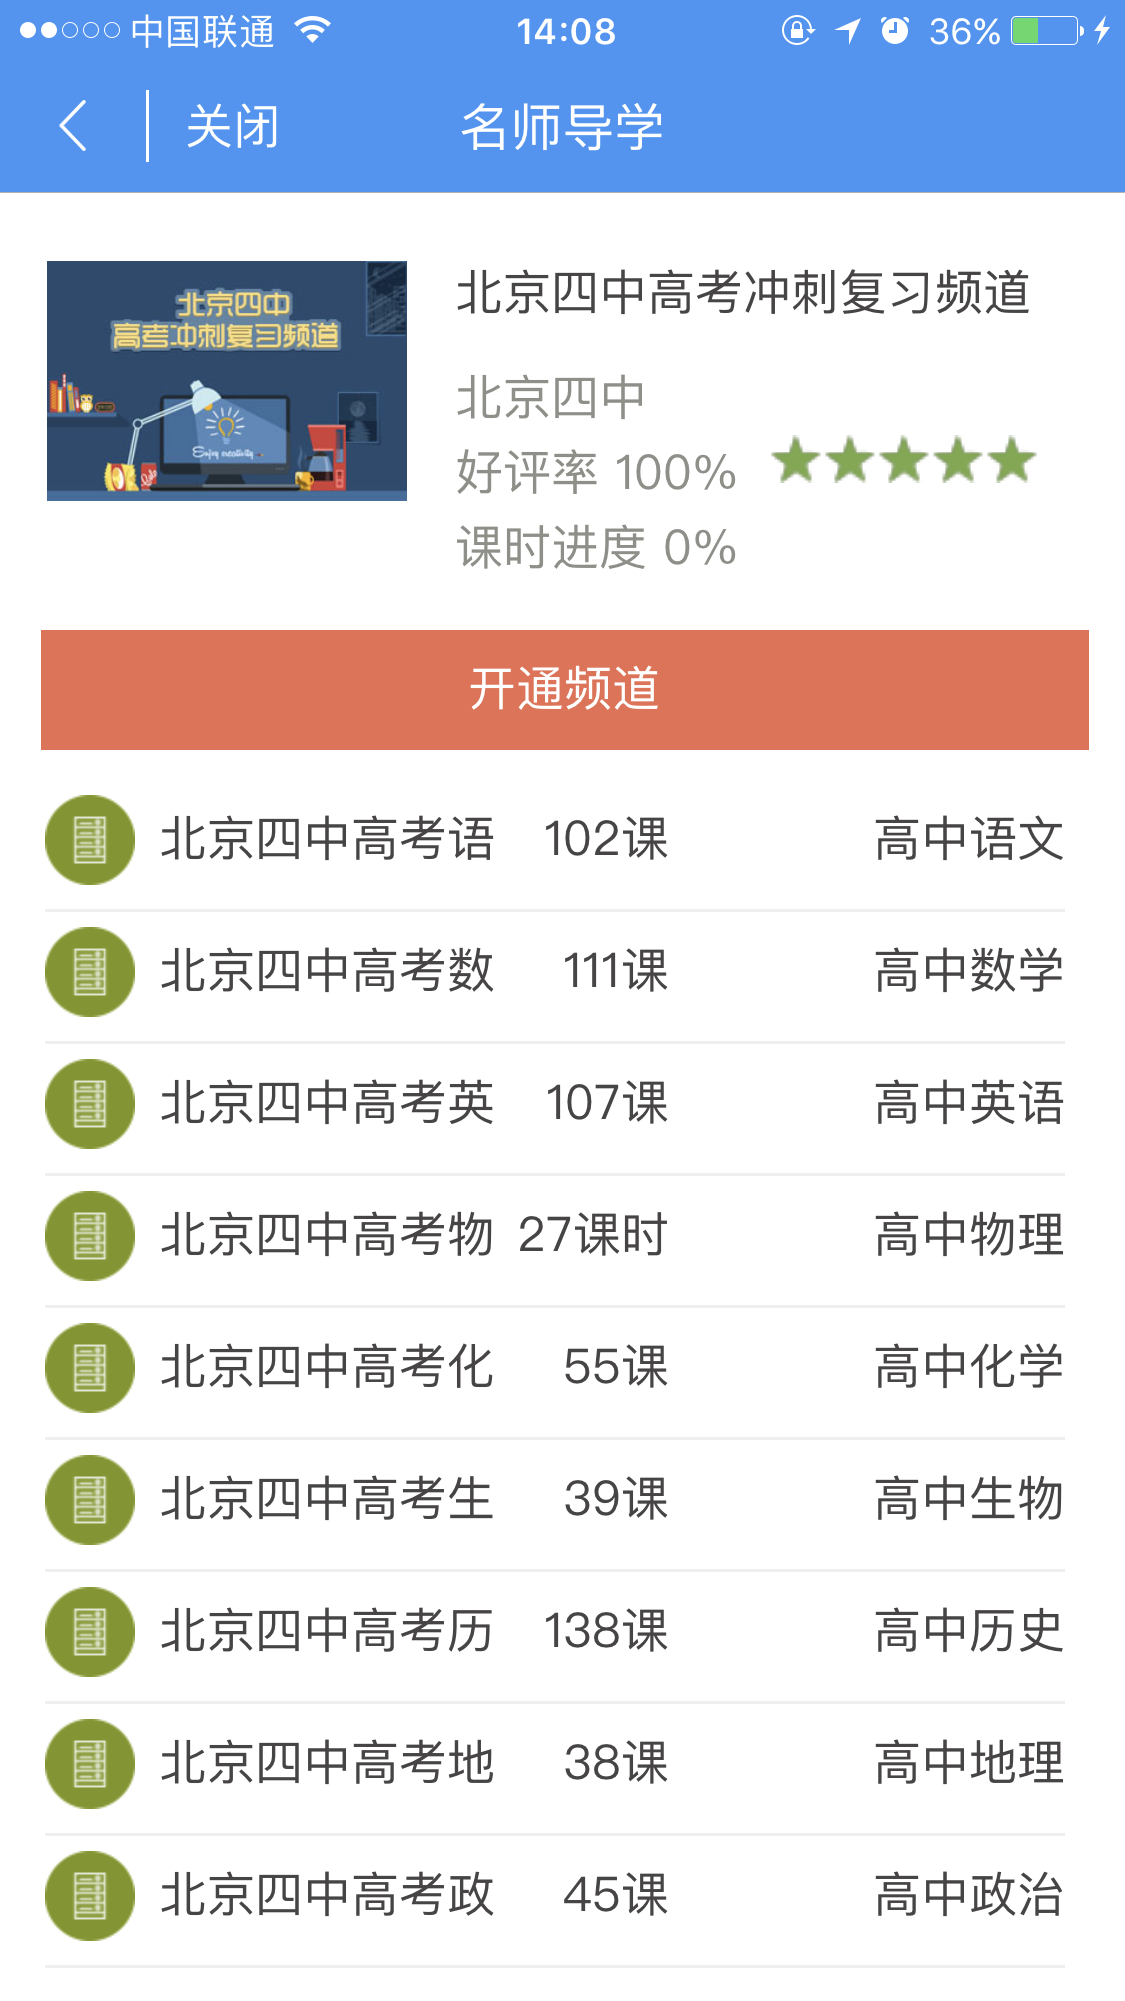 中国联通 14:08 36%
关闭 名师导学
北京四中
高考冲刺复习频道
Enjoy creativity
北京四中高考冲刺复习频道
北京四中
好评率 100%
课时进度 0%
开通频道
北京四中高考语 102课 高中语文
北京四中高考数 111课 高中数学
北京四中高考英 107课 高中英语
北京四中高考物 27课时 高中物理
北京四中高考化 55课 高中化学
北京四中高考生 39课 高中生物
北京四中高考历 138课 高中历史
北京四中高考地 38课 高中地理
北京四中高考政 45课 高中政治